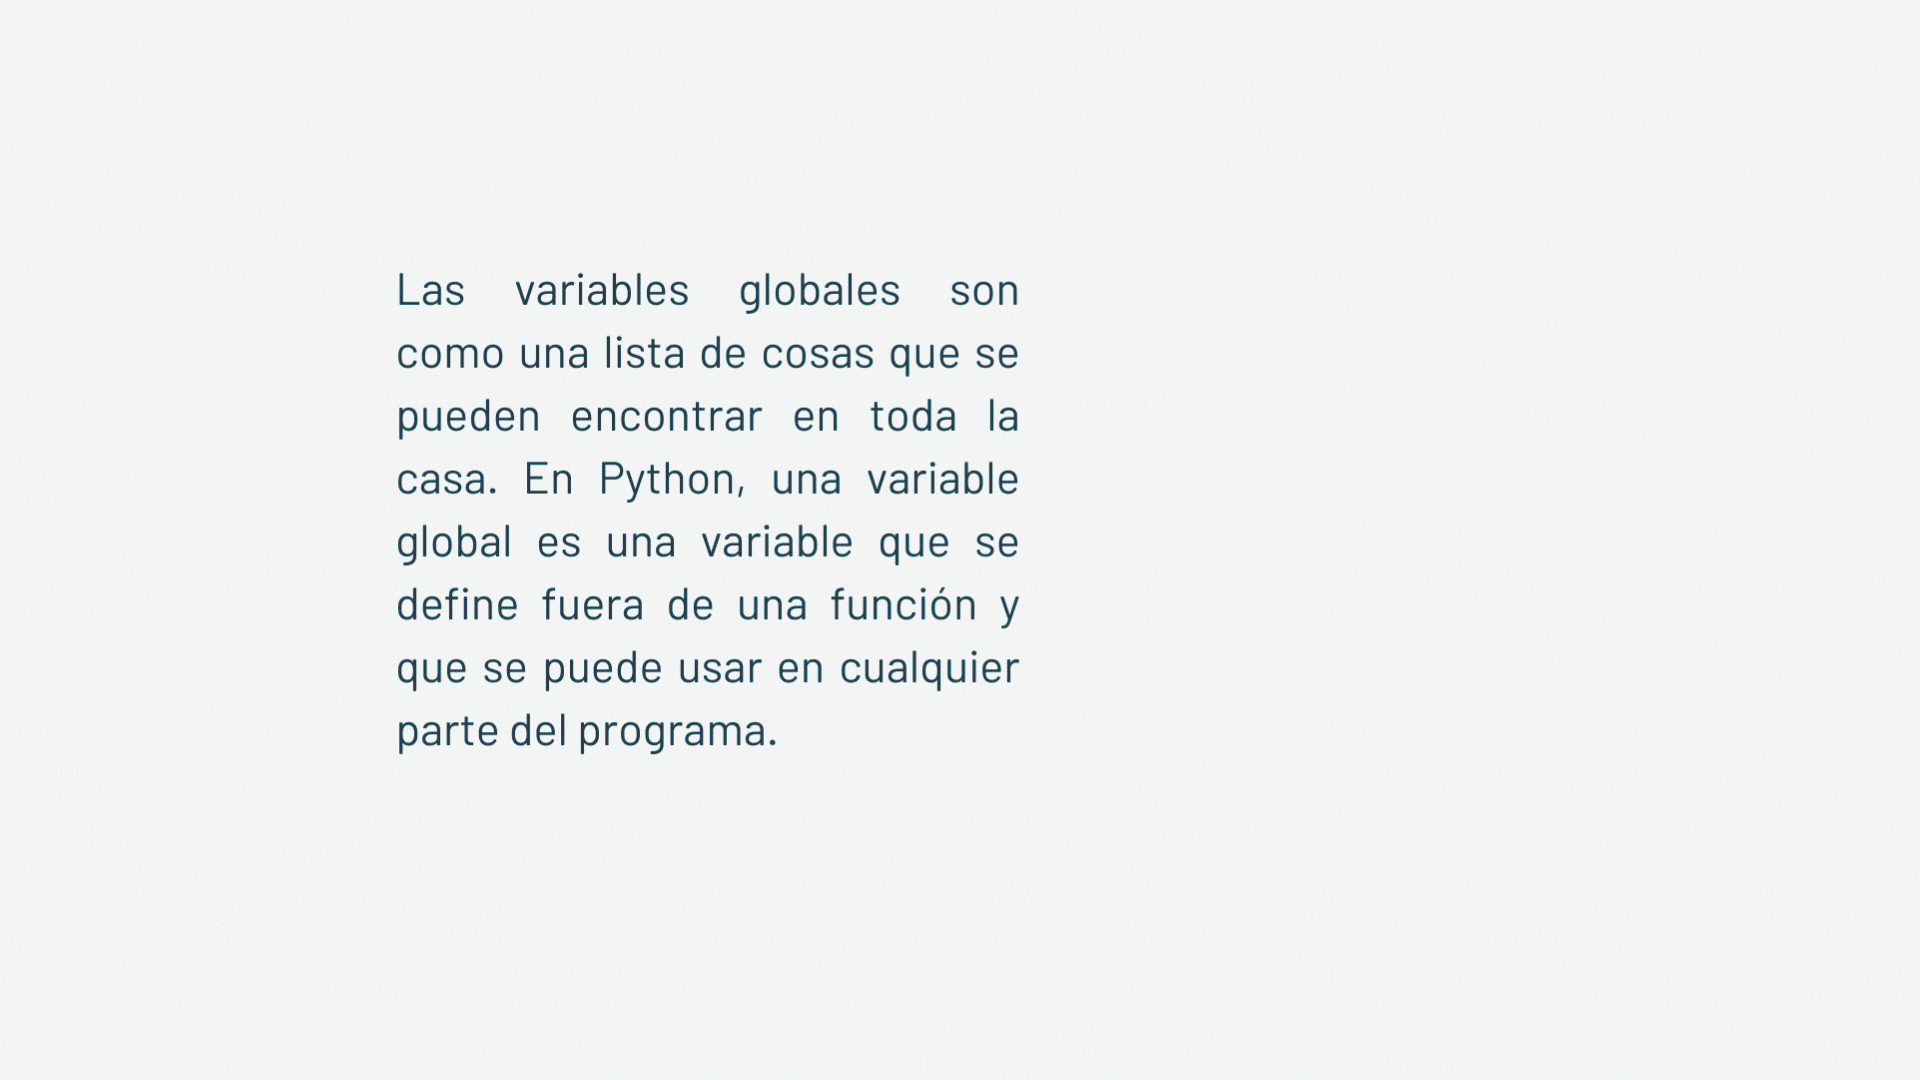 Las variables globales son
como una lista de cosas que se
pueden encontrar en toda la
casa. En Python, una variable
global es una variable que se
define fuera de una función y
que se puede usar en cualquier
parte del programa.